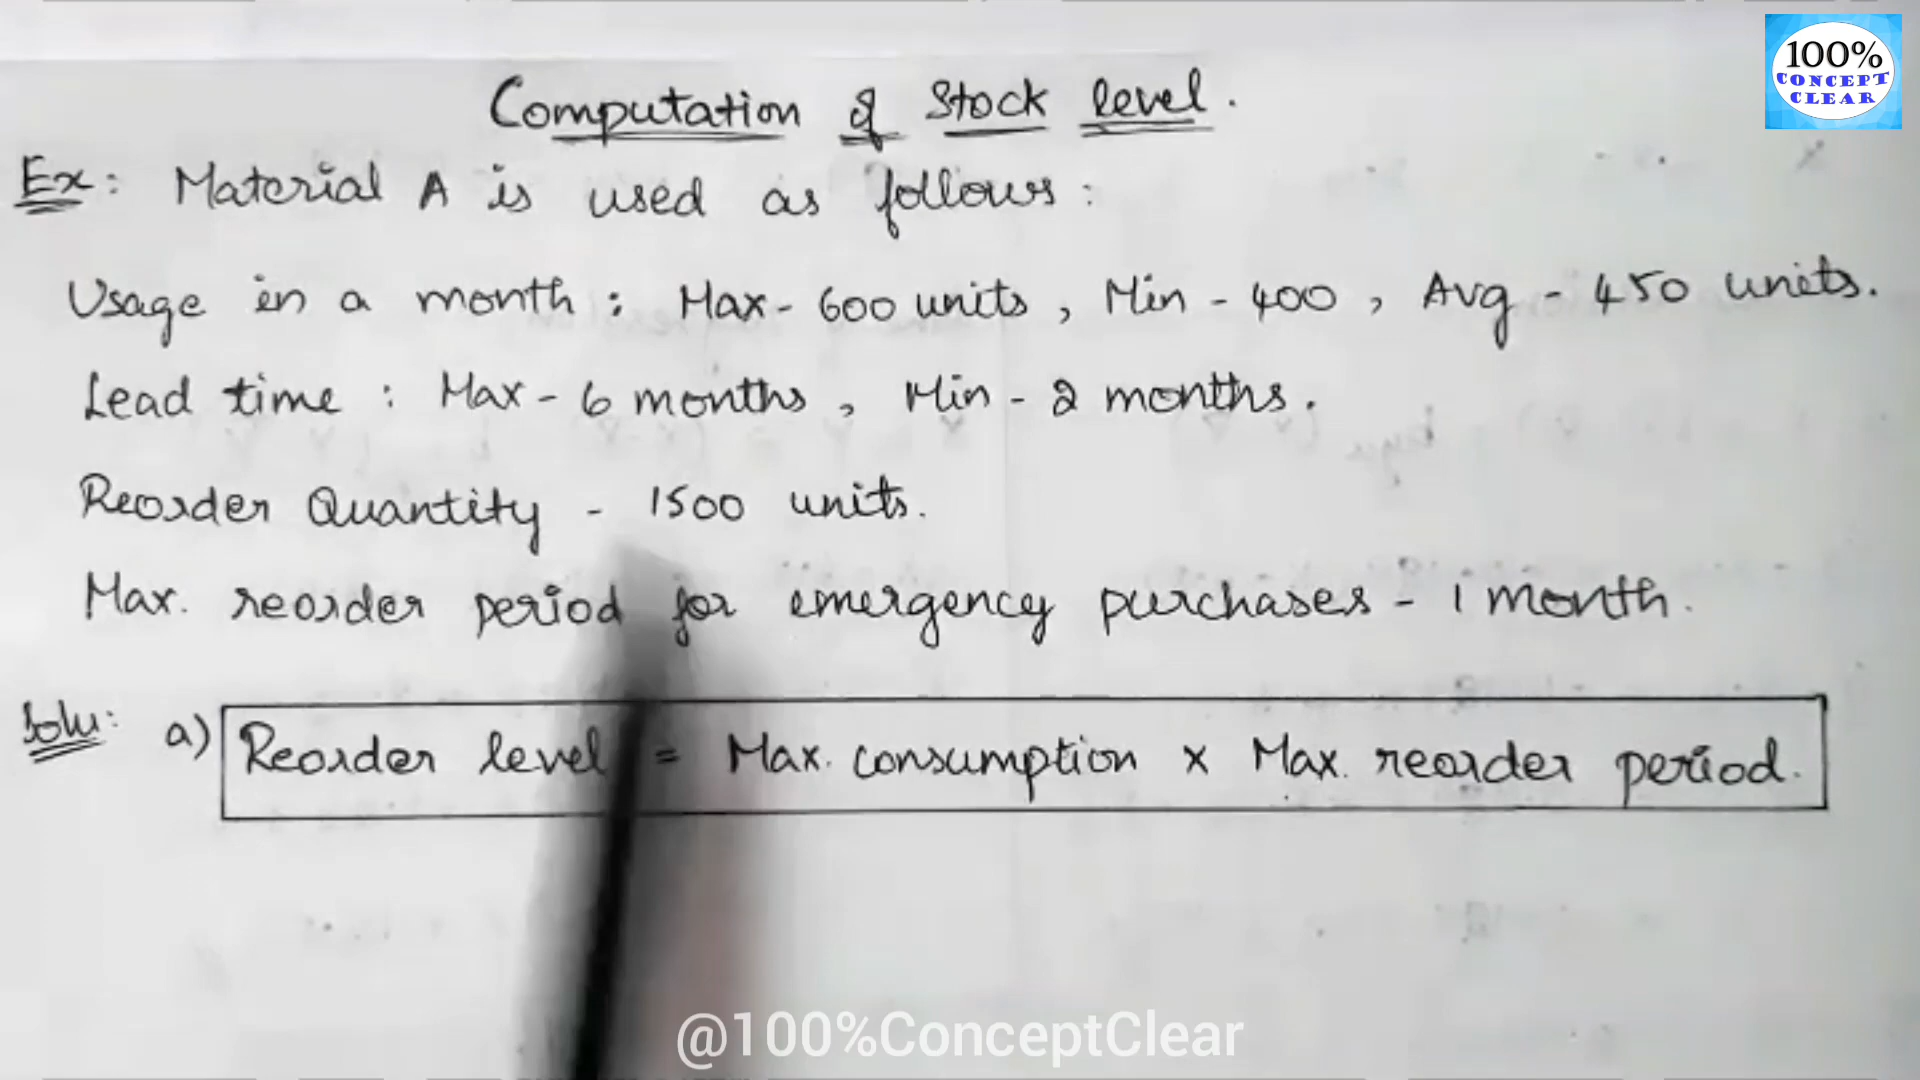 100%
CONCEPT
CLEAR
Computation of Stock level.
Ex: Material A is used as follows:
Usage in a month: Max - 600 units, Min - 400, Avg - 450 units.
Lead time: Max - 6 months, Min - 2 months.
Reorder Quantity - 1500 units.
Max. reorder period for emergency purchases - 1 month.
Solu: a) Reorder level = Max. consumption x Max. reorder period.
@100%ConceptClear